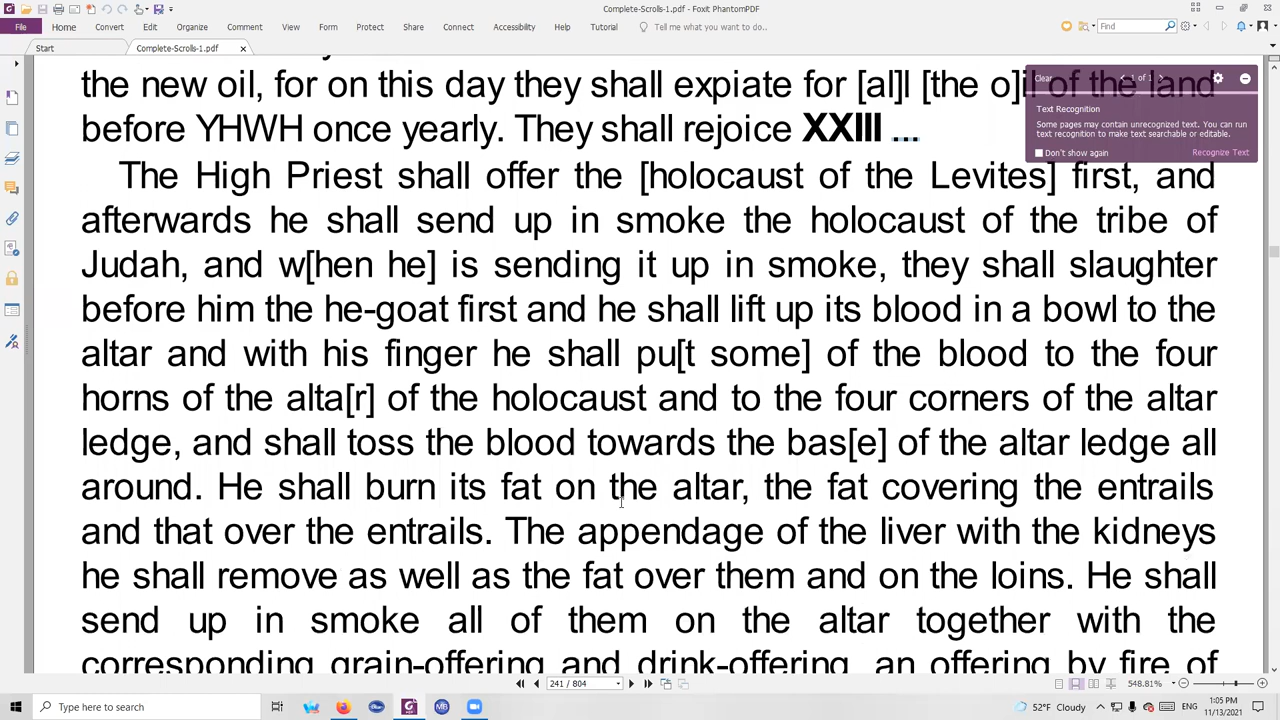 Complete-Scrolls-1.pdf - Foxit PhantomPDF
File Home Convert Edit Organize Comment View Form Protect Share Connect Accessibility Help Tutorial Tell me what you want to do... Find
Start Complete-Scrolls-1.pdf
the new oil, for on this day they shall expiate for [al]l [the o]il of the land
before YHWH once yearly. They shall rejoice XXIII ...
Clear 1 of 1
Text Recognition
Some pages may contain unrecognized text. You can run
text recognition to make text searchable or editable.
Don't show again Recognize Text
The High Priest shall offer the [holocaust of the Levites] first, and
afterwards he shall send up in smoke the holocaust of the tribe of
Judah, and w[hen he] is sending it up in smoke, they shall slaughter
before him the he-goat first and he shall lift up its blood in a bowl to the
altar and with his finger he shall pu[t some] of the blood to the four
horns of the alta[r] of the holocaust and to the four corners of the altar
ledge, and shall toss the blood towards the bas[e] of the altar ledge all
around. He shall burn its fat on the altar, the fat covering the entrails
and that over the entrails. The appendage of the liver with the kidneys
he shall remove as well as the fat over them and on the loins. He shall
send up in smoke all of them on the altar together with the
corresponding grain-offering and drink-offering, an offering by fire of
241 / 804 548.81%
Type here to search 52°F Cloudy ENG 1:05 PM
11/13/2021